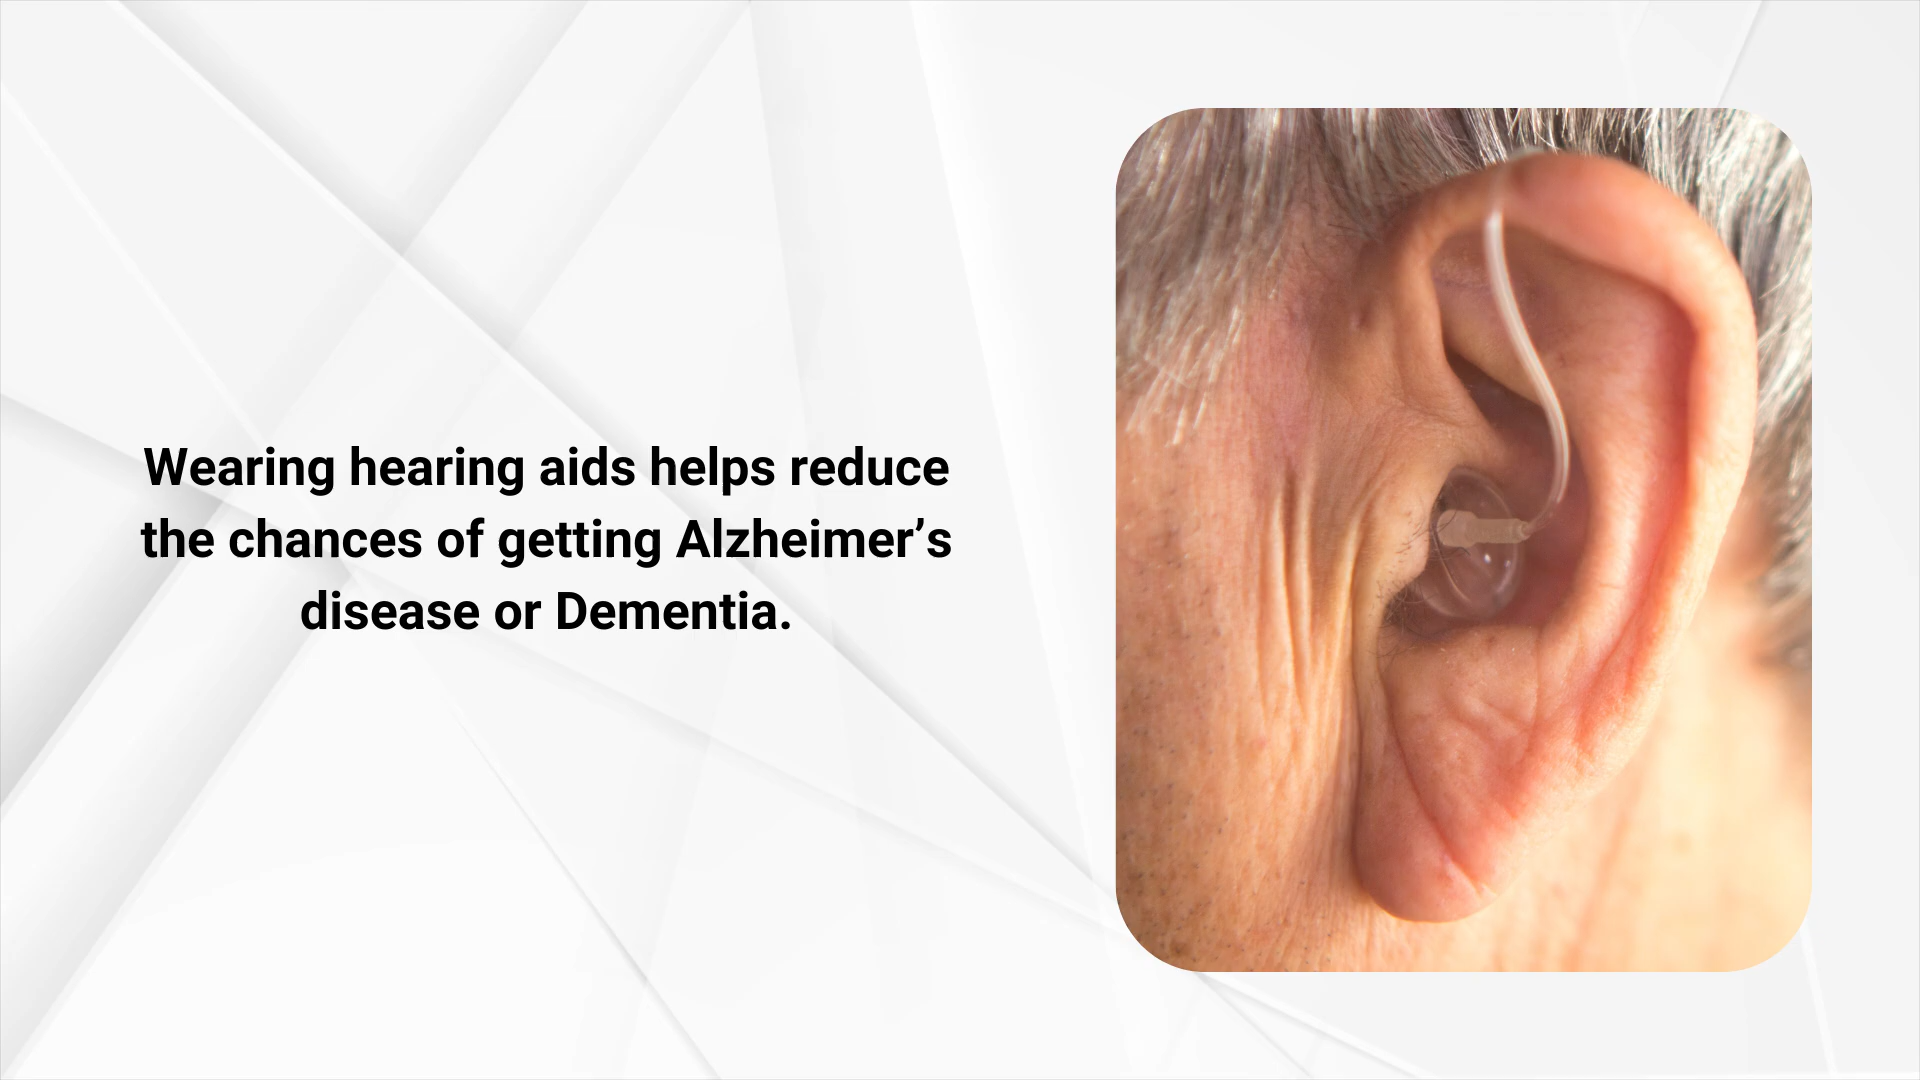 Wearing hearing aids helps reduce
the chances of getting Alzheimer’s
disease or Dementia.